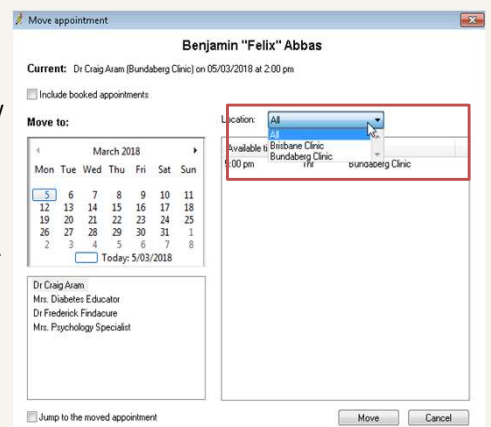 Move appointment
Benjamin "Felix" Abbas
Current: Dr Craig Aram (Bundaberg Clinic) on 05/03/2018 at 2:00 pm
Include booked appointments
Move to:
Location: All
All
Brisbane Clinic
Bundaberg Clinic
Available ti
5:00 pm 1hr Bundaberg Clinic
March 2018
Mon Tue Wed Thu Fri Sat Sun
5 6 7 8 9 10 11
12 13 14 15 16 17 18
19 20 21 22 23 24 25
26 27 28 29 30 31 1
2 3 4 5 6 7 8
Today: 5/03/2018
Dr Craig Aram
Mrs. Diabetes Educator
Dr Frederick Findacure
Mrs. Psychology Specialist
Jump to the moved appointment
Move Cancel